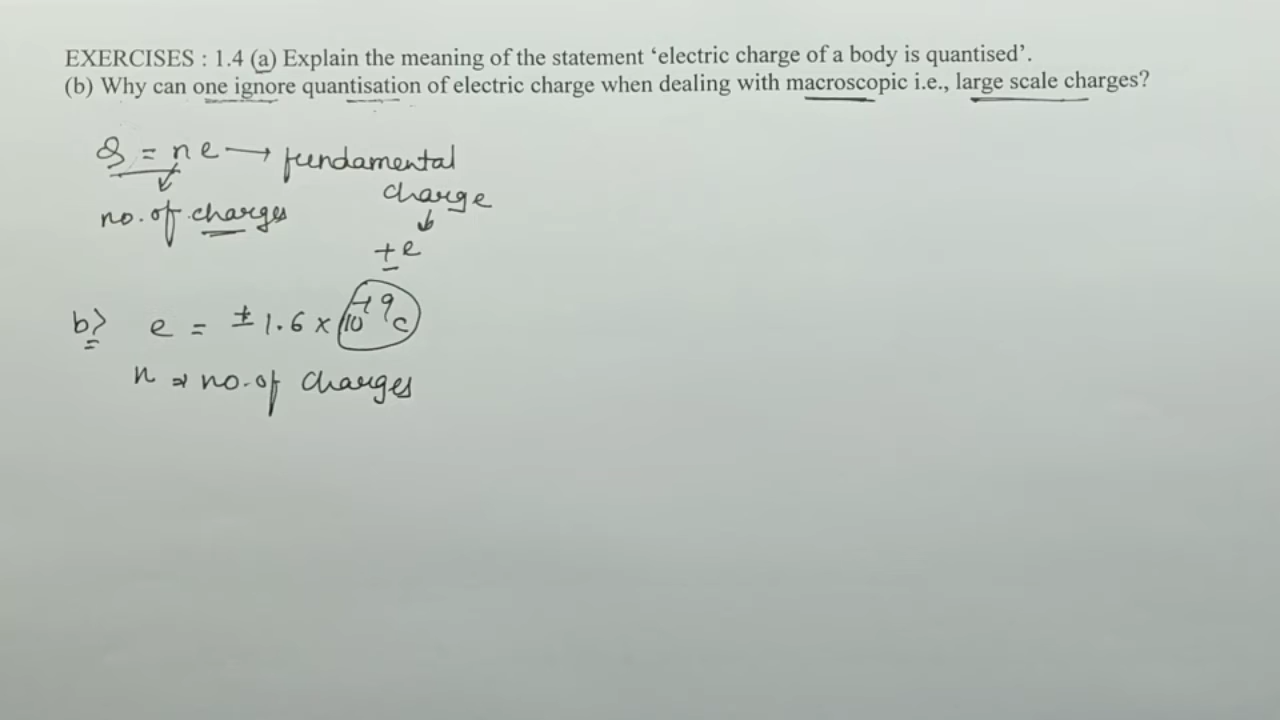 EXERCISES : 1.4 (a) Explain the meaning of the statement ‘electric charge of a body is quantised’.
(b) Why can one ignore quantisation of electric charge when dealing with macroscopic i.e., large scale charges?
Q = ne → fundamental
charge
↓
no. of charges
↓
± e
b) e = ± 1.6 × 10⁻¹⁹ C
n ⇒ no. of charges